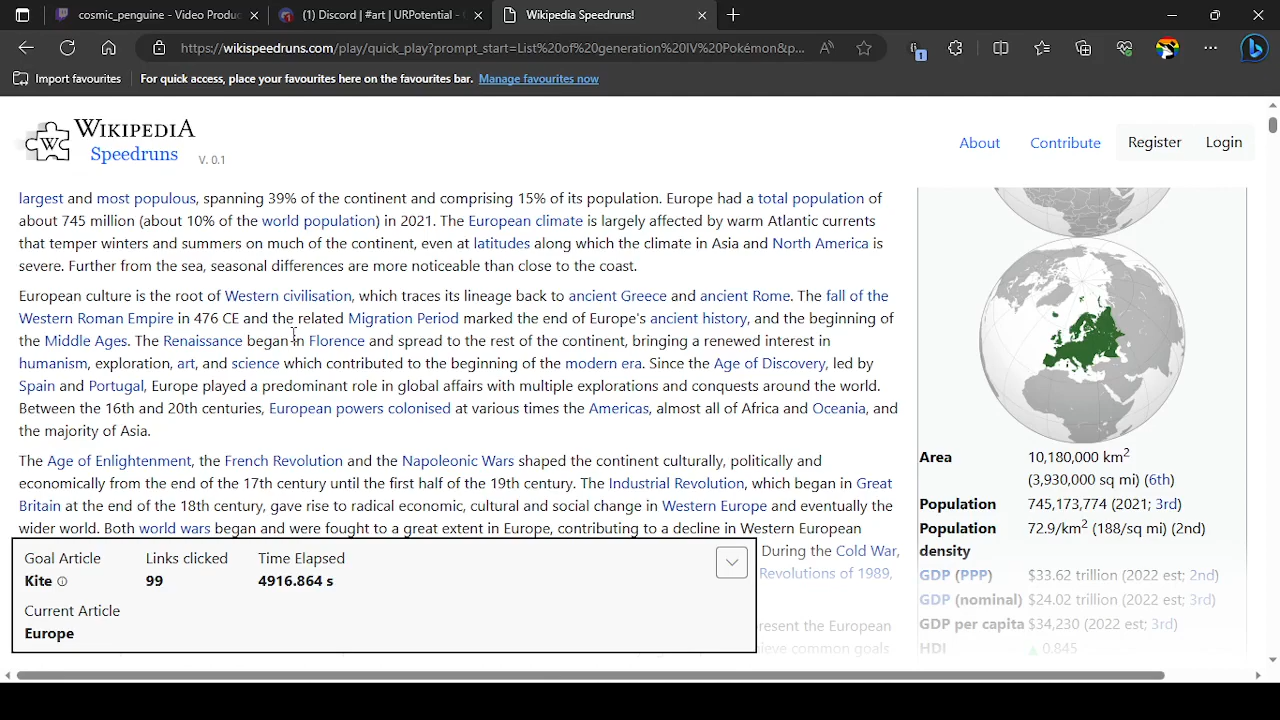 cosmic_penguine - Video Produc
(1) Discord | #art | URPotential -
Wikipedia Speedruns!
https://wikispeedruns.com/play/quick_play?prompt_start=List%20of%20generation%20IV%20Pokémon&p...
1
Import favourites
For quick access, place your favourites here on the favourites bar. Manage favourites now
W
WIKIPEDIA
Speedruns V. 0.1
About
Contribute
Register
Login
largest and most populous, spanning 39% of the continent and comprising 15% of its population. Europe had a total population of
about 745 million (about 10% of the world population) in 2021. The European climate is largely affected by warm Atlantic currents
that temper winters and summers on much of the continent, even at latitudes along which the climate in Asia and North America is
severe. Further from the sea, seasonal differences are more noticeable than close to the coast.
European culture is the root of Western civilisation, which traces its lineage back to ancient Greece and ancient Rome. The fall of the
Western Roman Empire in 476 CE and the related Migration Period marked the end of Europe's ancient history, and the beginning of
the Middle Ages. The Renaissance began in Florence and spread to the rest of the continent, bringing a renewed interest in
humanism, exploration, art, and science which contributed to the beginning of the modern era. Since the Age of Discovery, led by
Spain and Portugal, Europe played a predominant role in global affairs with multiple explorations and conquests around the world.
Between the 16th and 20th centuries, European powers colonised at various times the Americas, almost all of Africa and Oceania, and
the majority of Asia.
The Age of Enlightenment, the French Revolution and the Napoleonic Wars shaped the continent culturally, politically and
economically from the end of the 17th century until the first half of the 19th century. The Industrial Revolution, which began in Great
Britain at the end of the 18th century, gave rise to radical economic, cultural and social change in Western Europe and eventually the
wider world. Both world wars began and were fought to a great extent in Europe, contributing to a decline in Western European
During the Cold War,
Revolutions of 1989,
resent the European
ieve common goals
Area 10,180,000 km2
(3,930,000 sq mi) (6th)
Population 745,173,774 (2021; 3rd)
Population 72.9/km2 (188/sq mi) (2nd)
density
GDP (PPP) $33.62 trillion (2022 est; 2nd)
GDP (nominal) $24.02 trillion (2022 est; 3rd)
GDP per capita $34,230 (2022 est; 3rd)
HDI ▲ 0.845
Goal Article Links clicked Time Elapsed
Kite 99 4916.864 s
Current Article
Europe